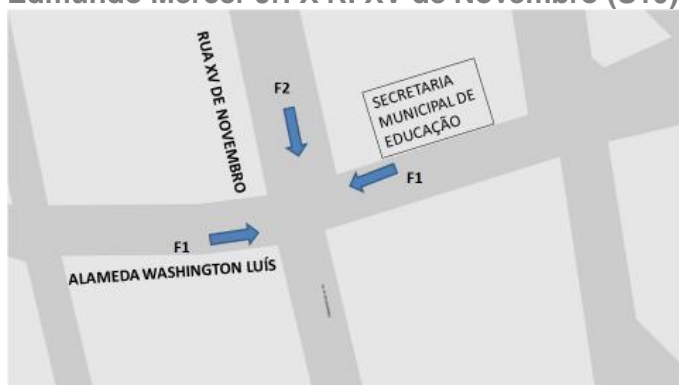 RUA XV DE NOVEMBRO
F2
SECRETARIA
MUNICIPAL DE
EDUCAÇÃO
F1
F1
ALAMEDA WASHINGTON LUÍS